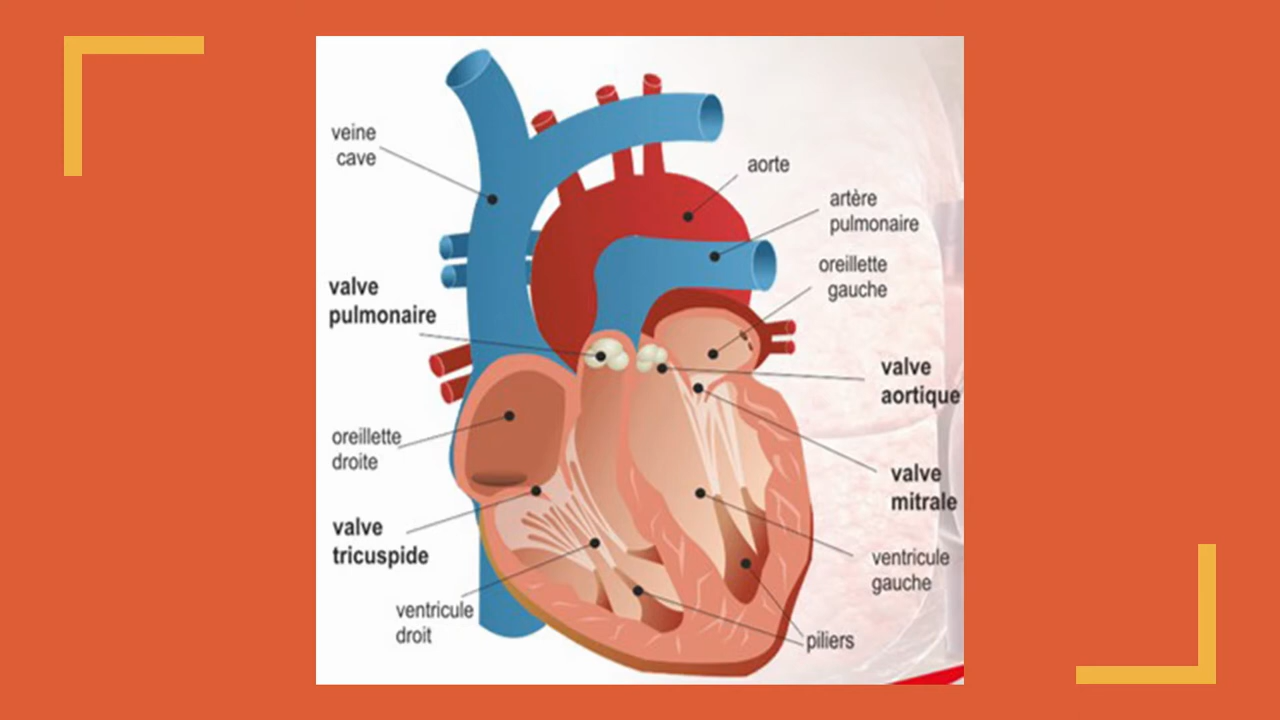 veine
cave
aorte
artère
pulmonaire
oreillette
gauche
valve
pulmonaire
valve
aortique
oreillette
droite
valve
mitrale
valve
tricuspide
ventricule
gauche
ventricule
droit
piliers